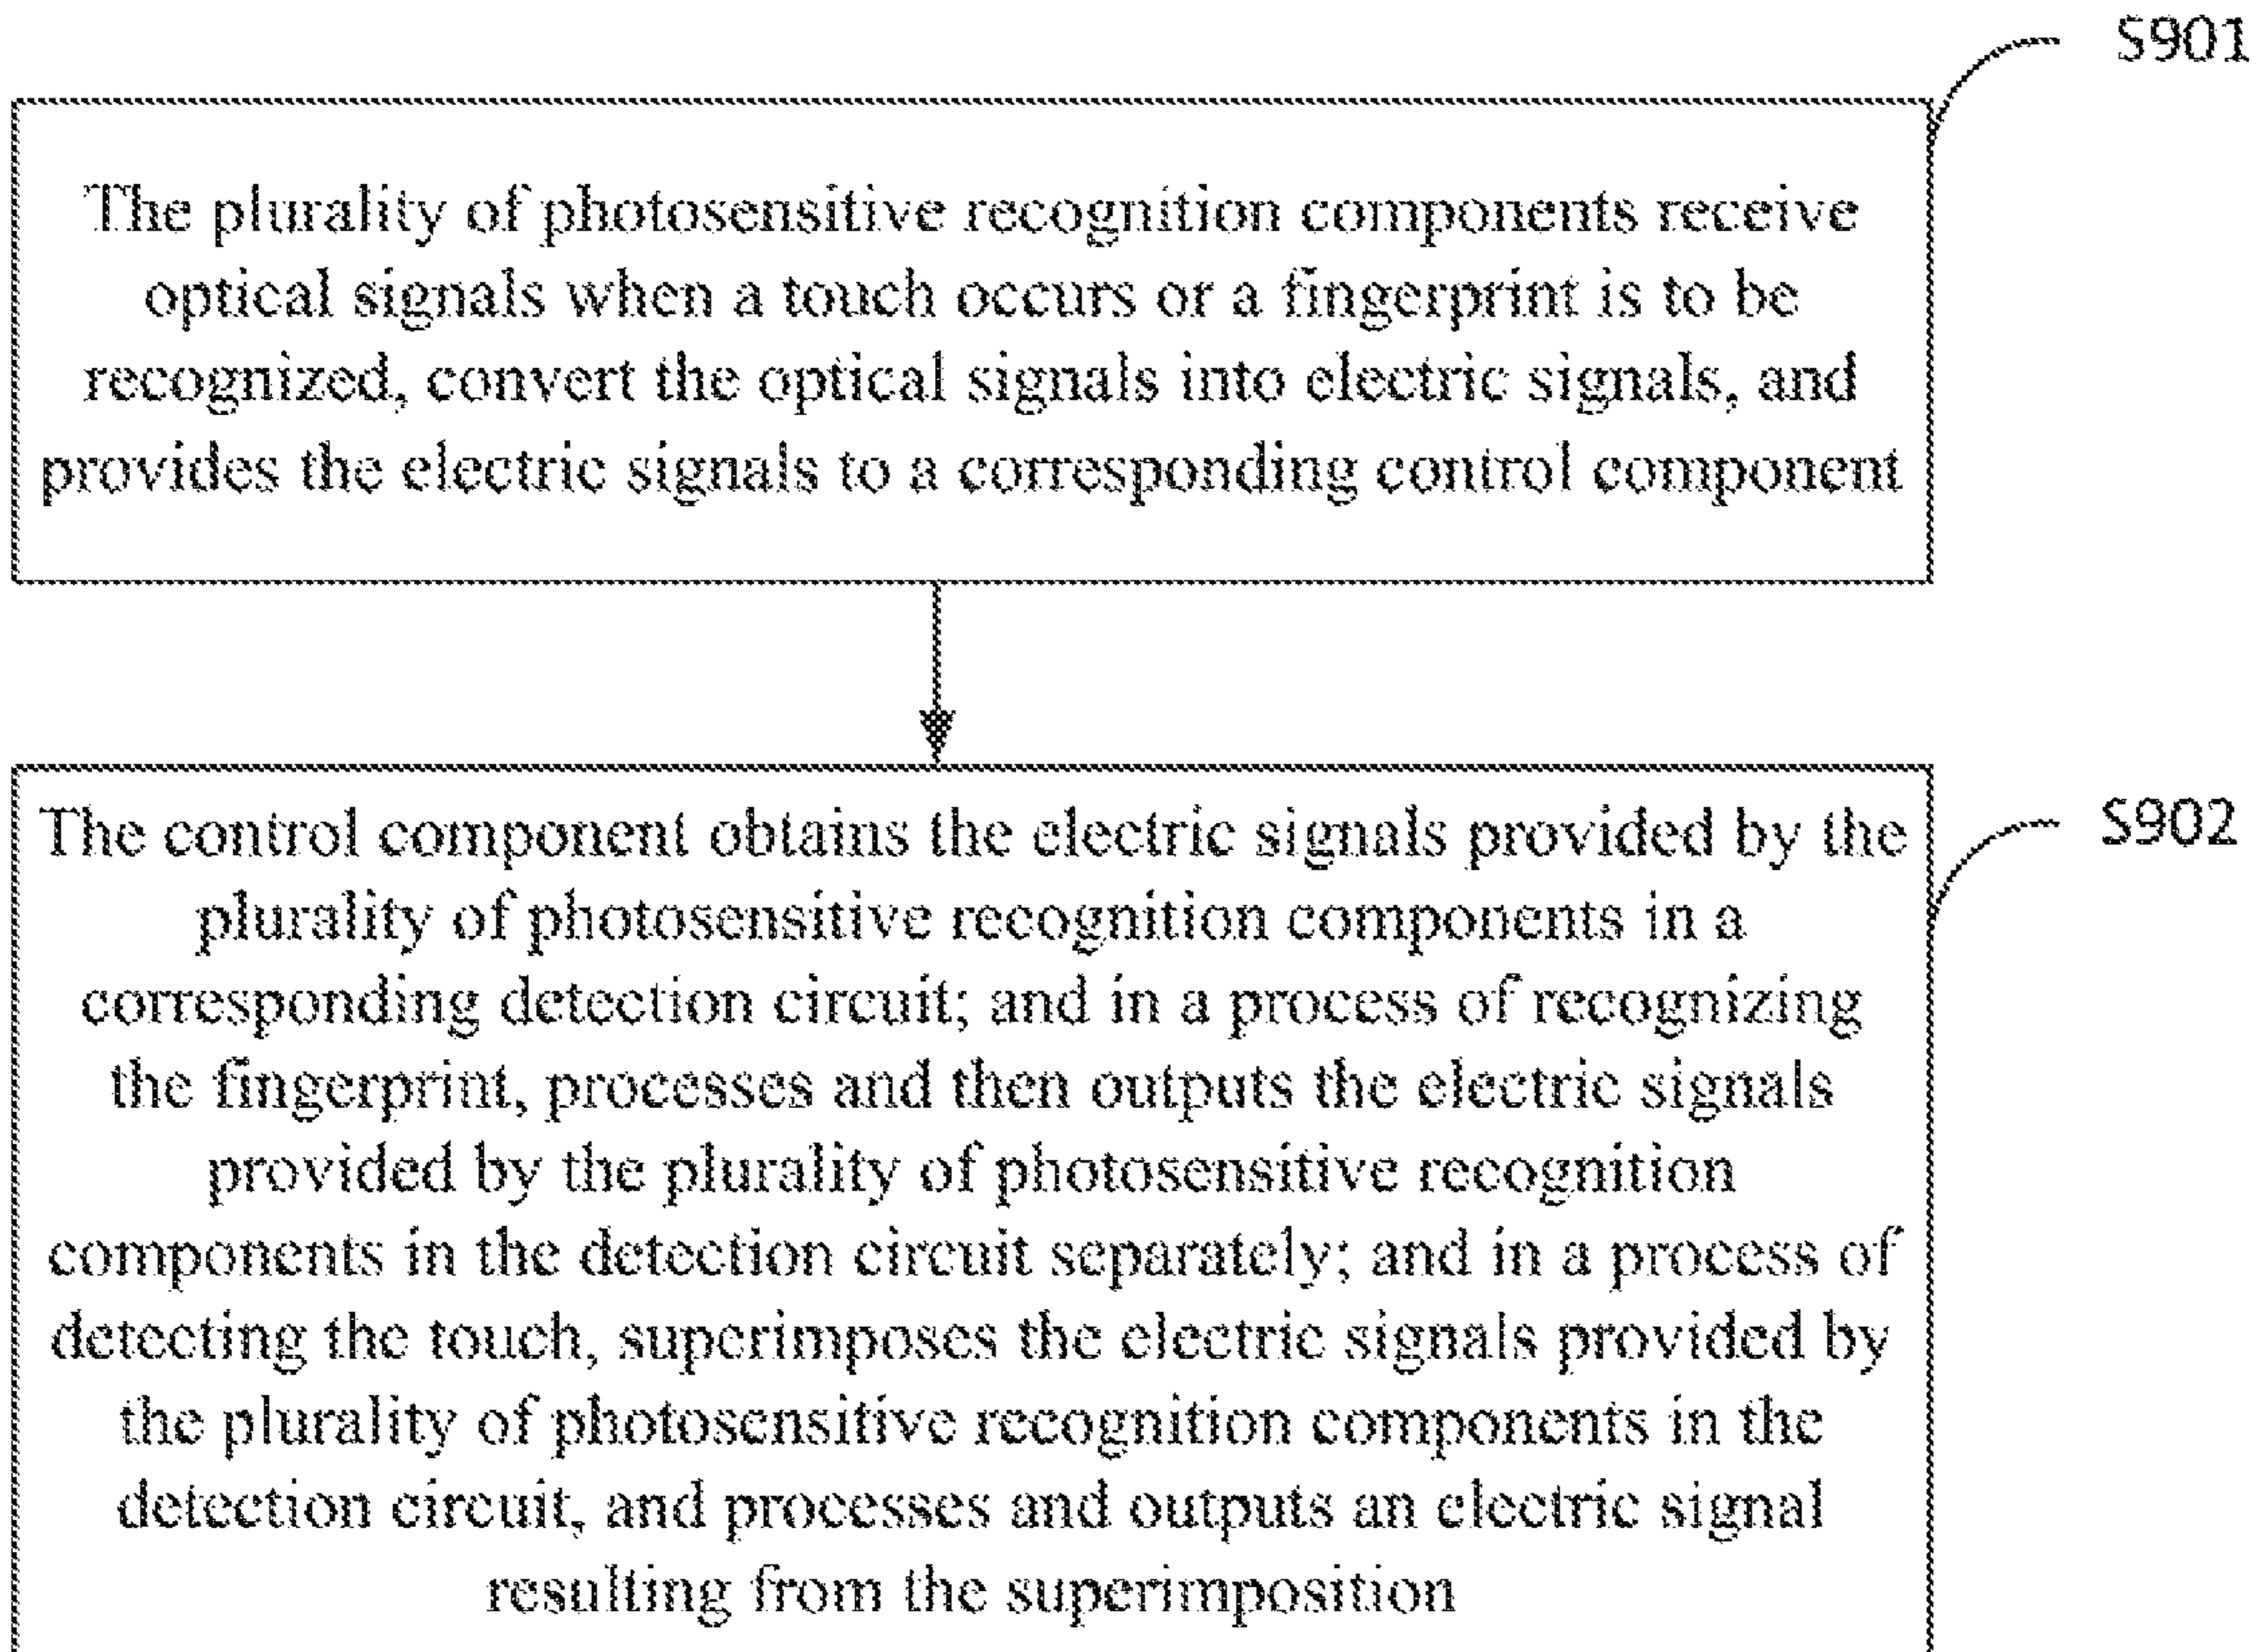 S901
The plurality of photosensitive recognition components receive
optical signals when a touch occurs or a fingerprint is to be
recognized, convert the optical signals into electric signals, and
provides the electric signals to a corresponding control component
S902
The control component obtains the electric signals provided by the
plurality of photosensitive recognition components in a
corresponding detection circuit; and in a process of recognizing
the fingerprint, processes and then outputs the electric signals
provided by the plurality of photosensitive recognition
components in the detection circuit separately; and in a process of
detecting the touch, superimposes the electric signals provided by
the plurality of photosensitive recognition components in the
detection circuit, and processes and outputs an electric signal
resulting from the superimposition